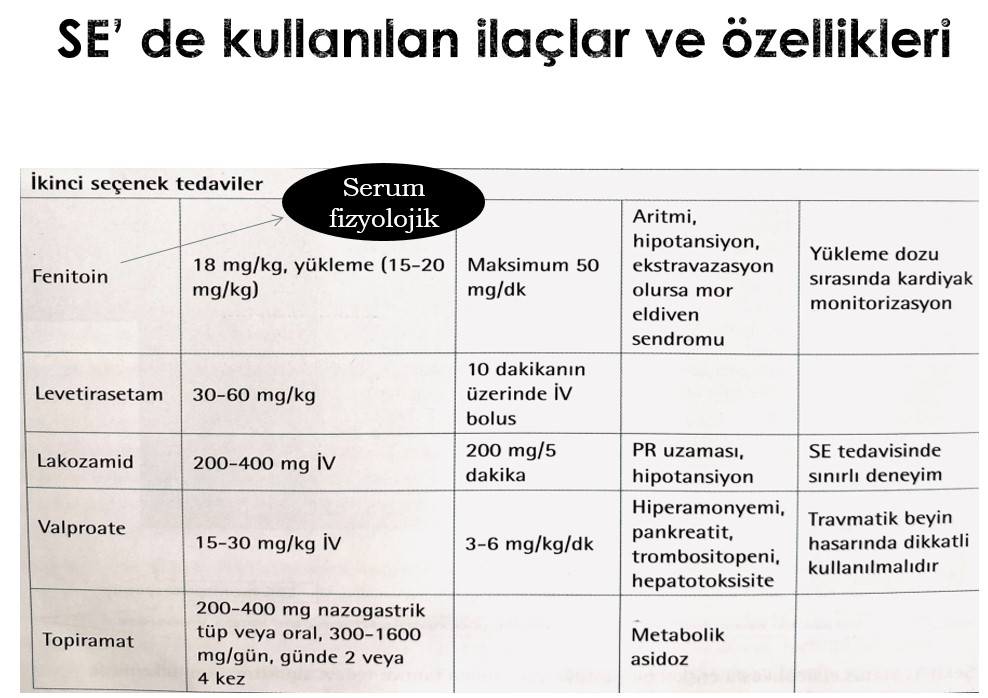 SE’ de kullanılan ilaçlar ve özellikleri
İkinci seçenek tedaviler
Serum
fizyolojik
Fenitoin
18 mg/kg, yükleme (15–20
mg/kg)
Maksimum 50
mg/dk
Aritmi,
hipotansiyon,
ekstravazasyon
olursa mor
eldiven
sendromu
Yükleme dozu
sırasında kardiyak
monitorizasyon
Levetirasetam
30–60 mg/kg
10 dakikanın
üzerinde İV
bolus
Lakozamid
200–400 mg İV
200 mg/5
dakika
PR uzaması,
hipotansiyon
SE tedavisinde
sınırlı deneyim
Valproate
15–30 mg/kg İV
3–6 mg/kg/dk
Hiperamonyemi,
pankreatit,
trombositopeni,
hepatotoksisite
Travmatik beyin
hasarında dikkatli
kullanılmalıdır
Topiramat
200–400 mg nazogastrik
tüp veya oral, 300–1600
mg/gün, günde 2 veya
4 kez
Metabolik
asidoz